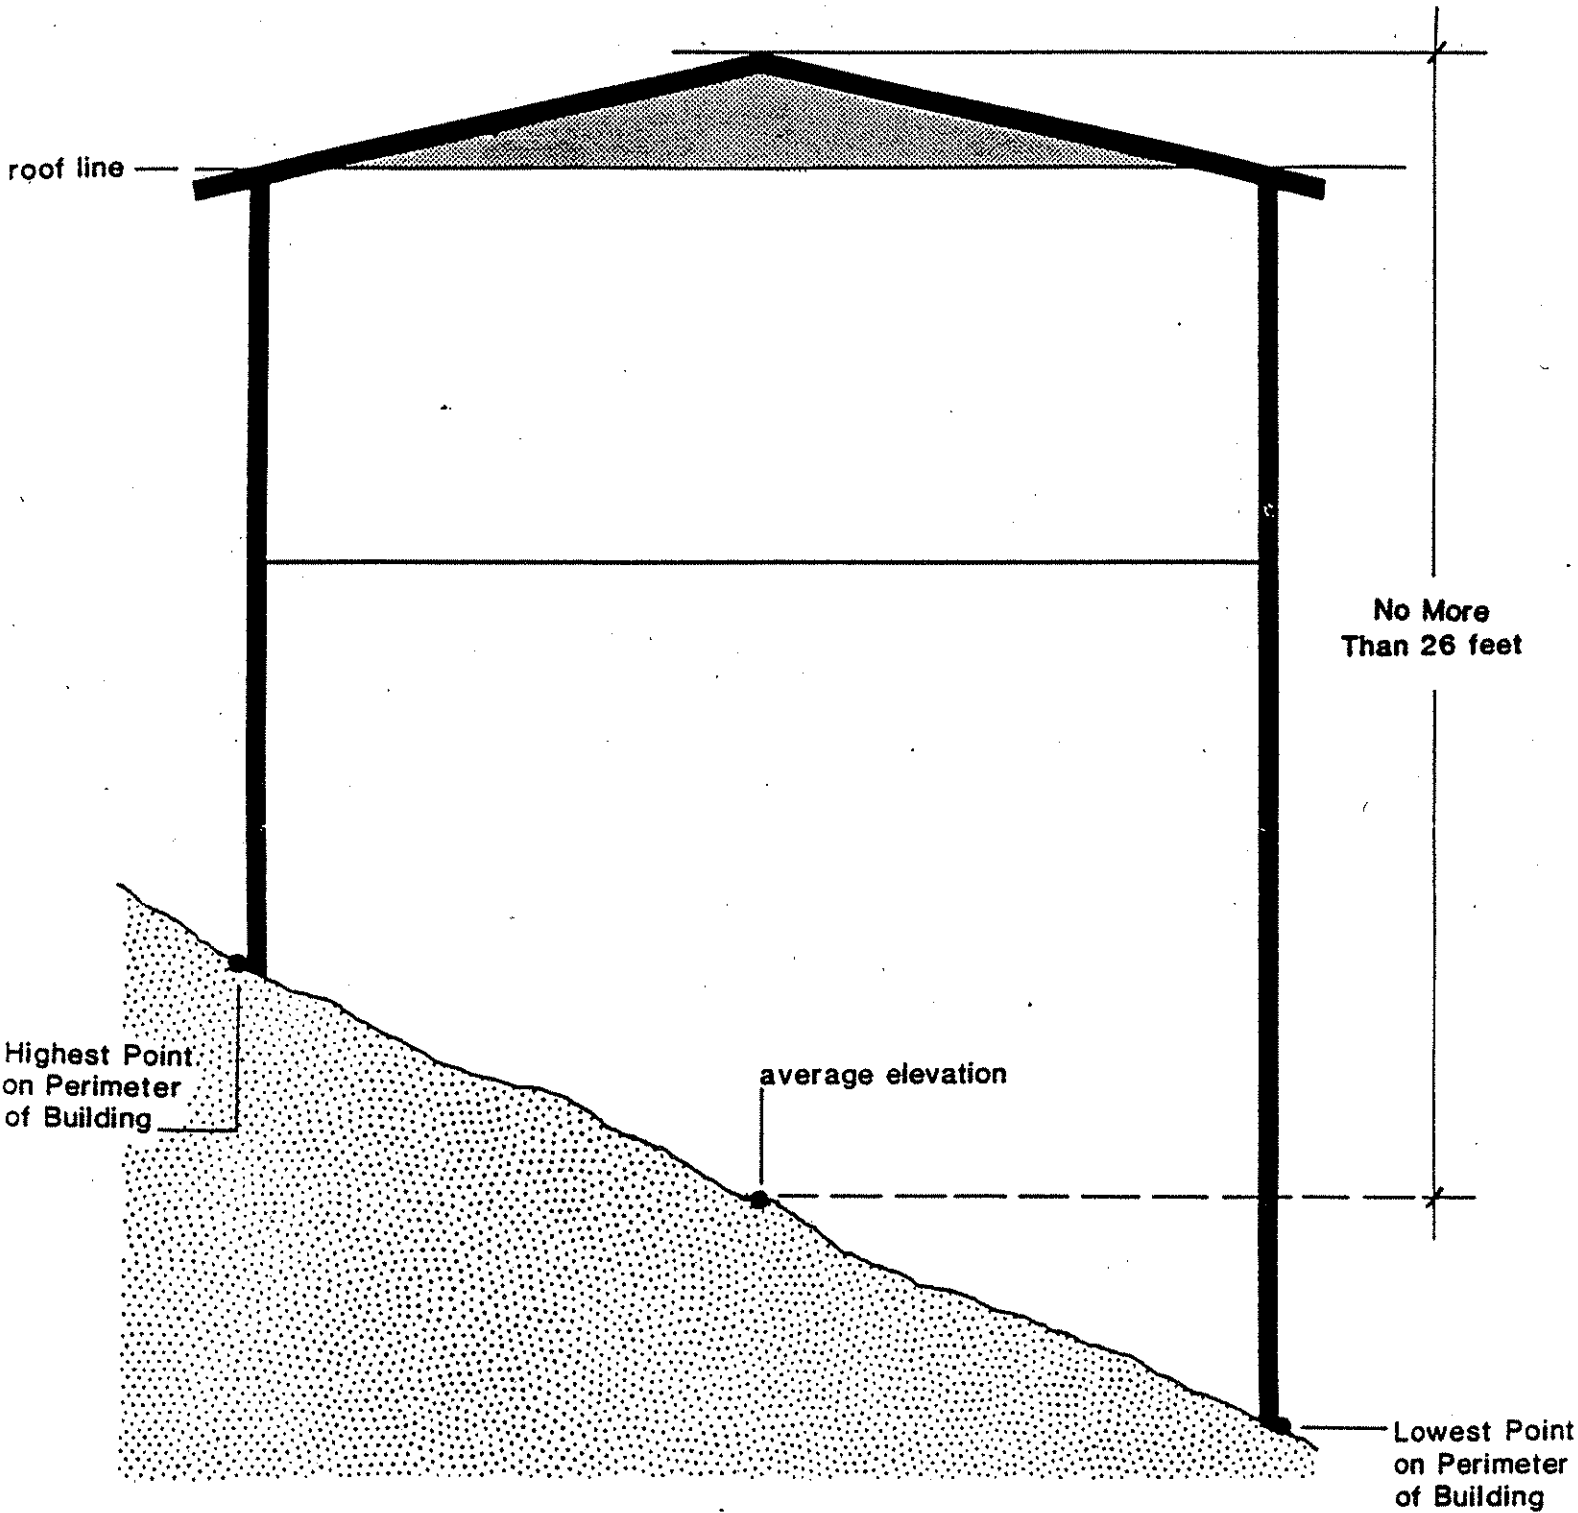 roof line
No More
Than 26 feet
Highest Point
on Perimeter
of Building
average elevation
Lowest Point
on Perimeter
of Building